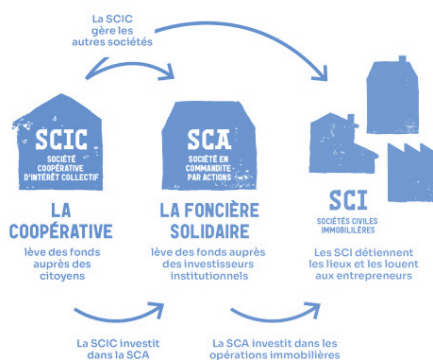 La SCIC
gère les
autres sociétés
SCIC
SOCIÉTÉ
COOPÉRATIVE
D'INTÉRÊT COLLECTIF
LA
COOPÉRATIVE
lève des fonds
auprès des
citoyens
SCA
SOCIÉTÉ EN
COMMANDITE
PAR ACTIONS
LA FONCIÈRE
SOLIDAIRE
lève des fonds auprès
des investisseurs
institutionnels
SCI
SOCIÉTÉS CIVILES
IMMOBILIÈRES
Les SCI détiennent
les lieux et les louent
aux entrepreneurs
La SCIC investit
dans la SCA
La SCA investit dans les
opérations immobilières